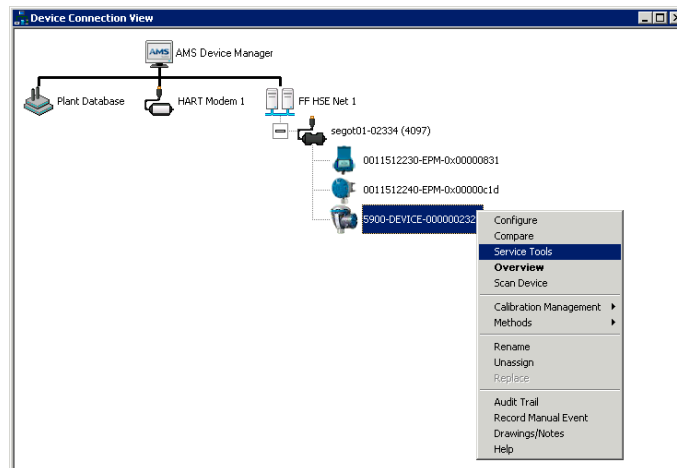 Device Connection View
AMS AMS Device Manager
Plant Database
HART Modem 1
FF HSE Net 1
segot01-02334 (4097)
0011512230-EPM-0x00000831
0011512240-EPM-0x00000c1d
5900-DEVICE-000000232
Configure
Compare
Service Tools
Overview
Scan Device
Calibration Management
Methods
Rename
Unassign
Replace
Audit Trail
Record Manual Event
Drawings/Notes
Help